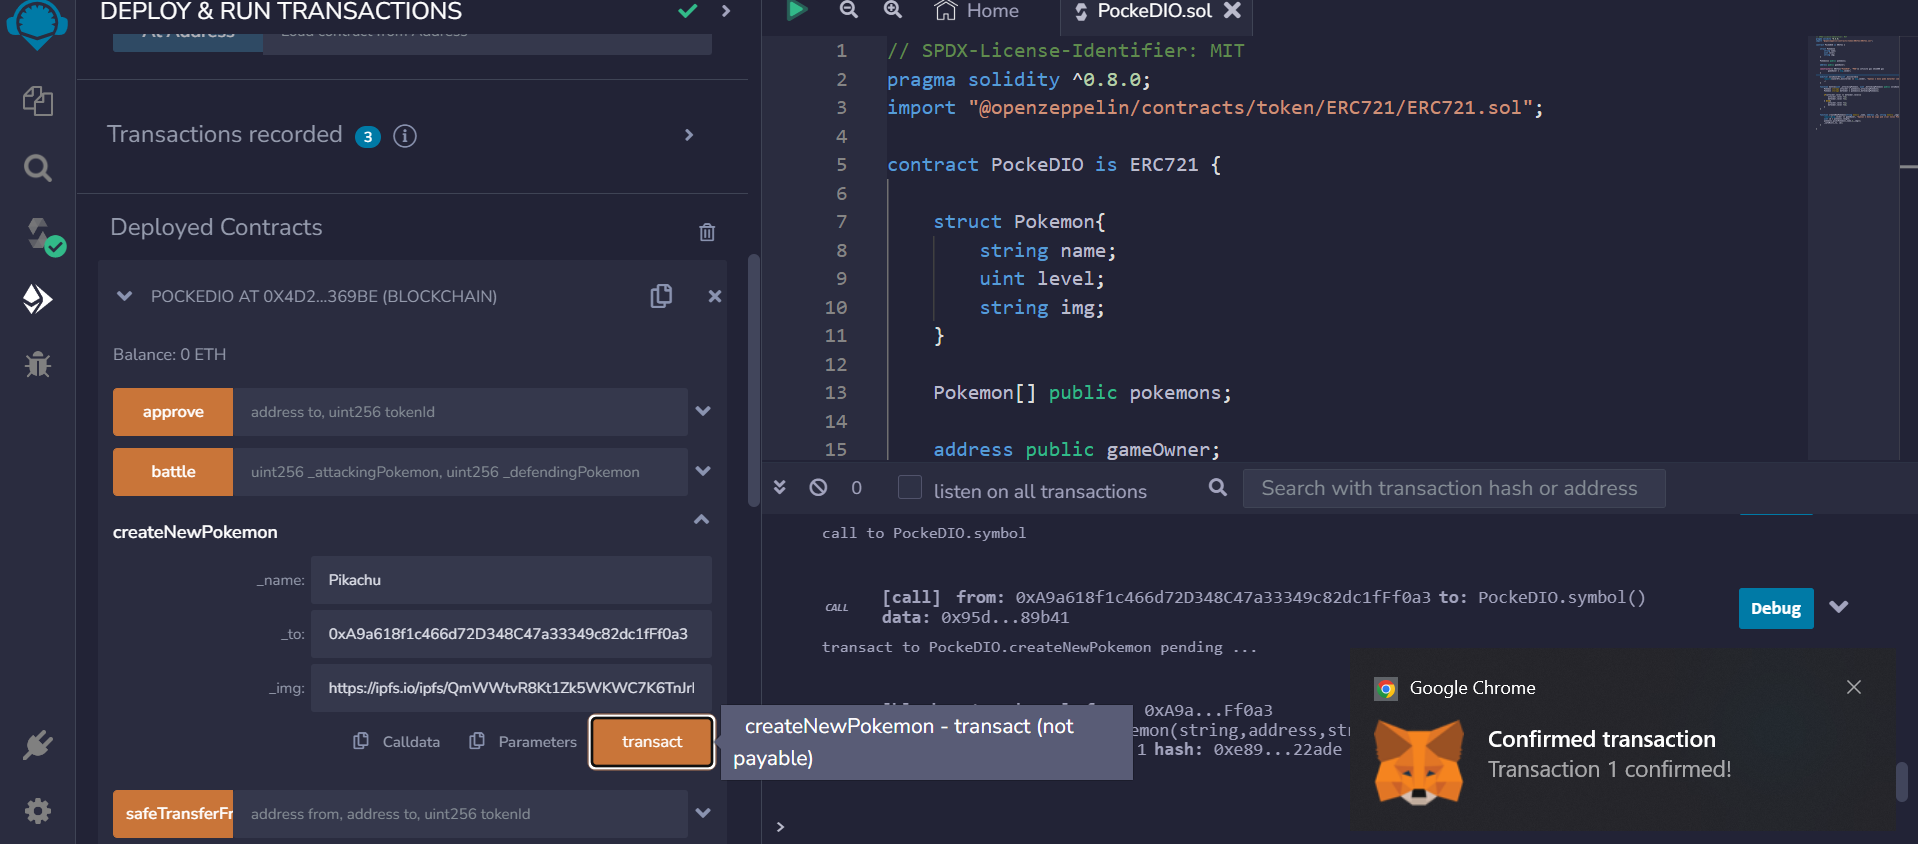 DEPLOY & RUN TRANSACTIONS
At Address
Load contract from Address
Transactions recorded 3
Deployed Contracts
POCKEDIO AT 0X4D2...369BE (BLOCKCHAIN)
Balance: 0 ETH
approve
address to, uint256 tokenId
battle
uint256 _attackingPokemon, uint256 _defendingPokemon
createNewPokemon
_name:
Pikachu
_to:
0xA9a618f1c466d72D348C47a33349c82dc1fFf0a3
_img:
https://ipfs.io/ipfs/QmWWtvR8Kt1Zk5WKWC7K6TnJrl
Calldata
Parameters
transact
createNewPokemon - transact (not
payable)
safeTransferFr
address from, address to, uint256 tokenId
Home
PockeDIO.sol
1 // SPDX-License-Identifier: MIT
2 pragma solidity ^0.8.0;
3 import "@openzeppelin/contracts/token/ERC721/ERC721.sol";
4
5 contract PockeDIO is ERC721 {
6
7 struct Pokemon{
8 string name;
9 uint level;
10 string img;
11 }
12
13 Pokemon[] public pokemons;
14
15 address public gameOwner;
0
listen on all transactions
Search with transaction hash or address
call to PockeDIO.symbol
CALL
[call] from: 0xA9a618f1c466d72D348C47a33349c82dc1fFf0a3 to: PockeDIO.symbol()
data: 0x95d...89b41
Debug
transact to PockeDIO.createNewPokemon pending ...
0xA9a...Ff0a3
emon(string,address,str
1 hash: 0xe89...22ade
>
Google Chrome
Confirmed transaction
Transaction 1 confirmed!